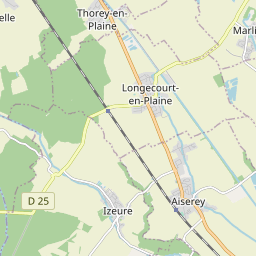 elle
Thorey-en-
Plaine
Marli
Longecourt-
en-Plaine
D 25
Aiserey
Izeure